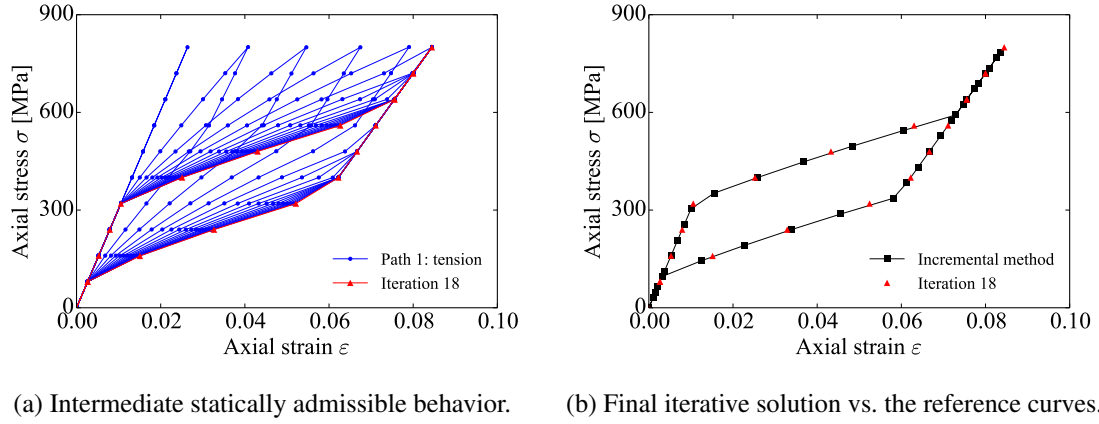 900
600
300
0
0.00
0.02
0.04
0.06
0.08
0.10
Axial stress σ [MPa]
Axial strain ε
Path 1: tension
Iteration 18
(a) Intermediate statically admissible behavior.
900
600
300
0
0.00
0.02
0.04
0.06
0.08
0.10
Axial stress σ [MPa]
Axial strain ε
Incremental method
Iteration 18
(b) Final iterative solution vs. the reference curves.